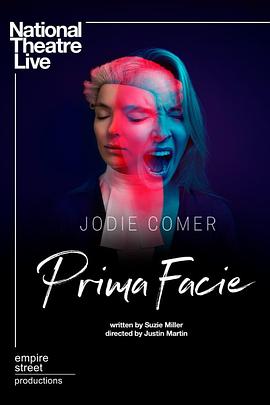 National
Theatre
Live
JODIE COMER
Prima Facie
written by Suzie Miller
directed by Justin Martin
empire
street
productions